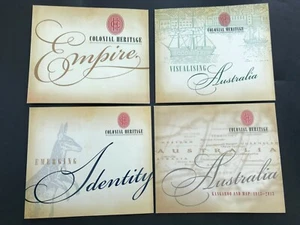 COLONIAL HERITAGE
Empire
COLONIAL HERITAGE
VISUALISING
Australia
COLONIAL HERITAGE
EMERGING
Identity
COLONIAL HERITAGE
AUSTRALIA
Australia
KANGAROO AND MAP 1913-2013